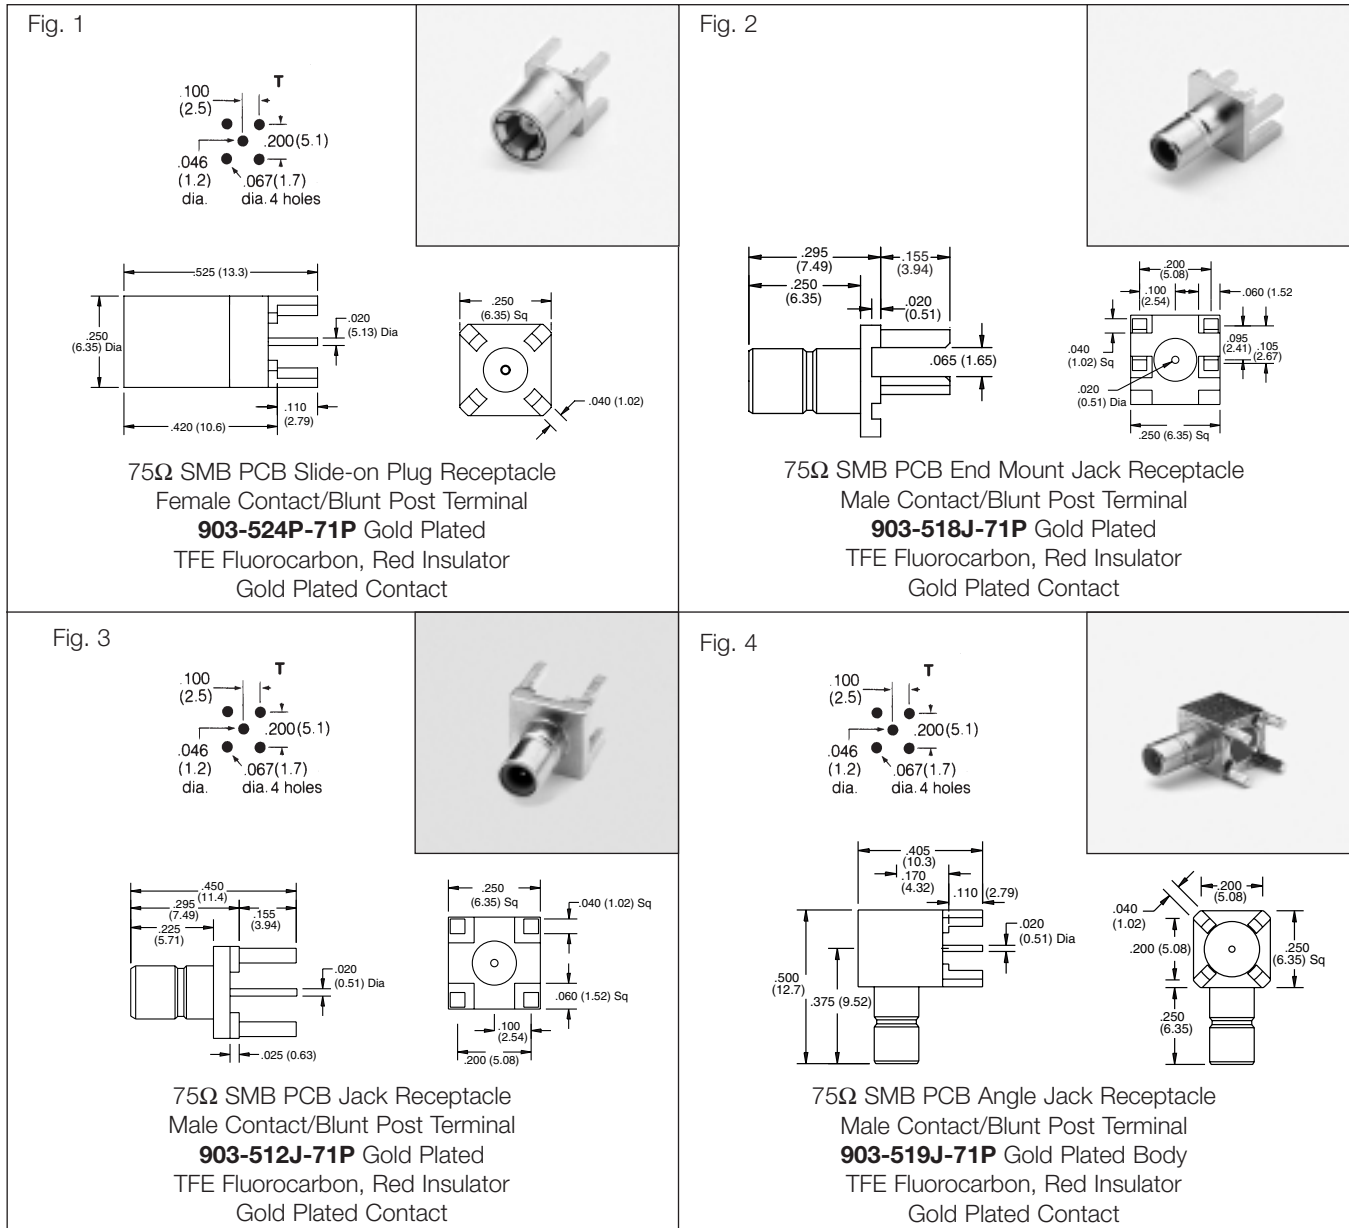 Fig. 1
T
.100
(2.5)
.200(5.1)
.046
(1.2)
dia.
.067(1.7)
dia. 4 holes
.525 (13.3)
.250
(6.35) Dia
.020
(5.13) Dia
.110
(2.79)
.420 (10.6)
.250
(6.35) Sq
.040 (1.02)
75Ω SMB PCB Slide-on Plug Receptacle
Female Contact/Blunt Post Terminal
903-524P-71P Gold Plated
TFE Fluorocarbon, Red Insulator
Gold Plated Contact
Fig. 2
.295
(7.49)
.155
(3.94)
.250
(6.35)
.020
(0.51)
.065 (1.65)
.200
(5.08)
.100
(2.54)
.060 (1.52
.040
(1.02) Sq
.095
(2.41)
.105
(2.67)
.020
(0.51) Dia
.250 (6.35) Sq
75Ω SMB PCB End Mount Jack Receptacle
Male Contact/Blunt Post Terminal
903-518J-71P Gold Plated
TFE Fluorocarbon, Red Insulator
Gold Plated Contact
Fig. 3
T
.100
(2.5)
.200(5.1)
.046
(1.2)
dia.
.067(1.7)
dia. 4 holes
.450
(11.4)
.295
(7.49)
.155
(3.94)
.225
(5.71)
.020
(0.51) Dia
.025 (0.63)
.250
(6.35) Sq
.040 (1.02) Sq
.060 (1.52) Sq
.100
(2.54)
.200 (5.08)
75Ω SMB PCB Jack Receptacle
Male Contact/Blunt Post Terminal
903-512J-71P Gold Plated
TFE Fluorocarbon, Red Insulator
Gold Plated Contact
Fig. 4
T
.100
(2.5)
.200(5.1)
.046
(1.2)
dia.
.067(1.7)
dia. 4 holes
.405
(10.3)
.170
(4.32)
.110 (2.79)
.020
(0.51) Dia
.500
(12.7)
.375 (9.52)
.200
(5.08)
.040
(1.02)
.200 (5.08)
.250
(6.35) Sq
.250
(6.35)
75Ω SMB PCB Angle Jack Receptacle
Male Contact/Blunt Post Terminal
903-519J-71P Gold Plated Body
TFE Fluorocarbon, Red Insulator
Gold Plated Contact